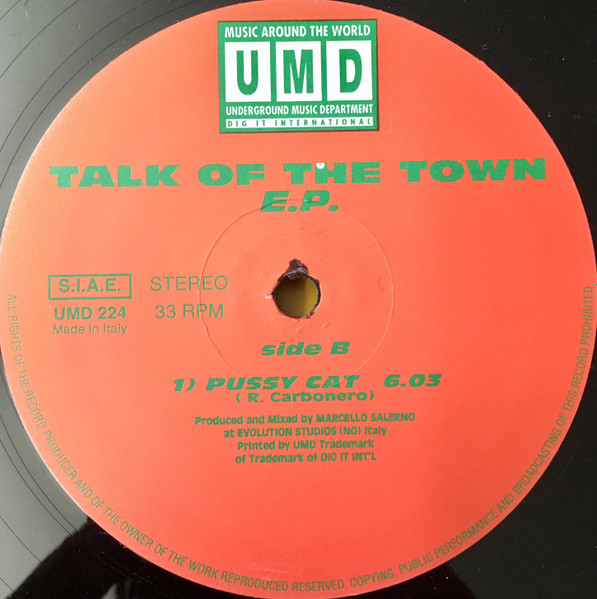 MUSIC AROUND THE WORLD
UMD
UNDERGROUND MUSIC DEPARTMENT
DIG IT INTERNATIONAL
TALK OF THE TOWN
E.P.
S.I.A.E. STEREO
UMD 224 33 RPM
Made In Italy
side B
1) PUSSY CAT 6.03
( R. Carbonero)
Produced and Mixed by MARCELLO SALERNO
at EVOLUTION STUDIOS (NO) Italy
Printed by UMD Trademark
of Trademark of DIG IT INT'L
ALL RIGHTS OF THE RECORD PRODUCER AND OF THE OWNER OF THE WORK REPRODUCED RESERVED. COPYING, PUBLIC PERFORMANCE AND BROADCASTING OF THIS RECORD PROHIBITED